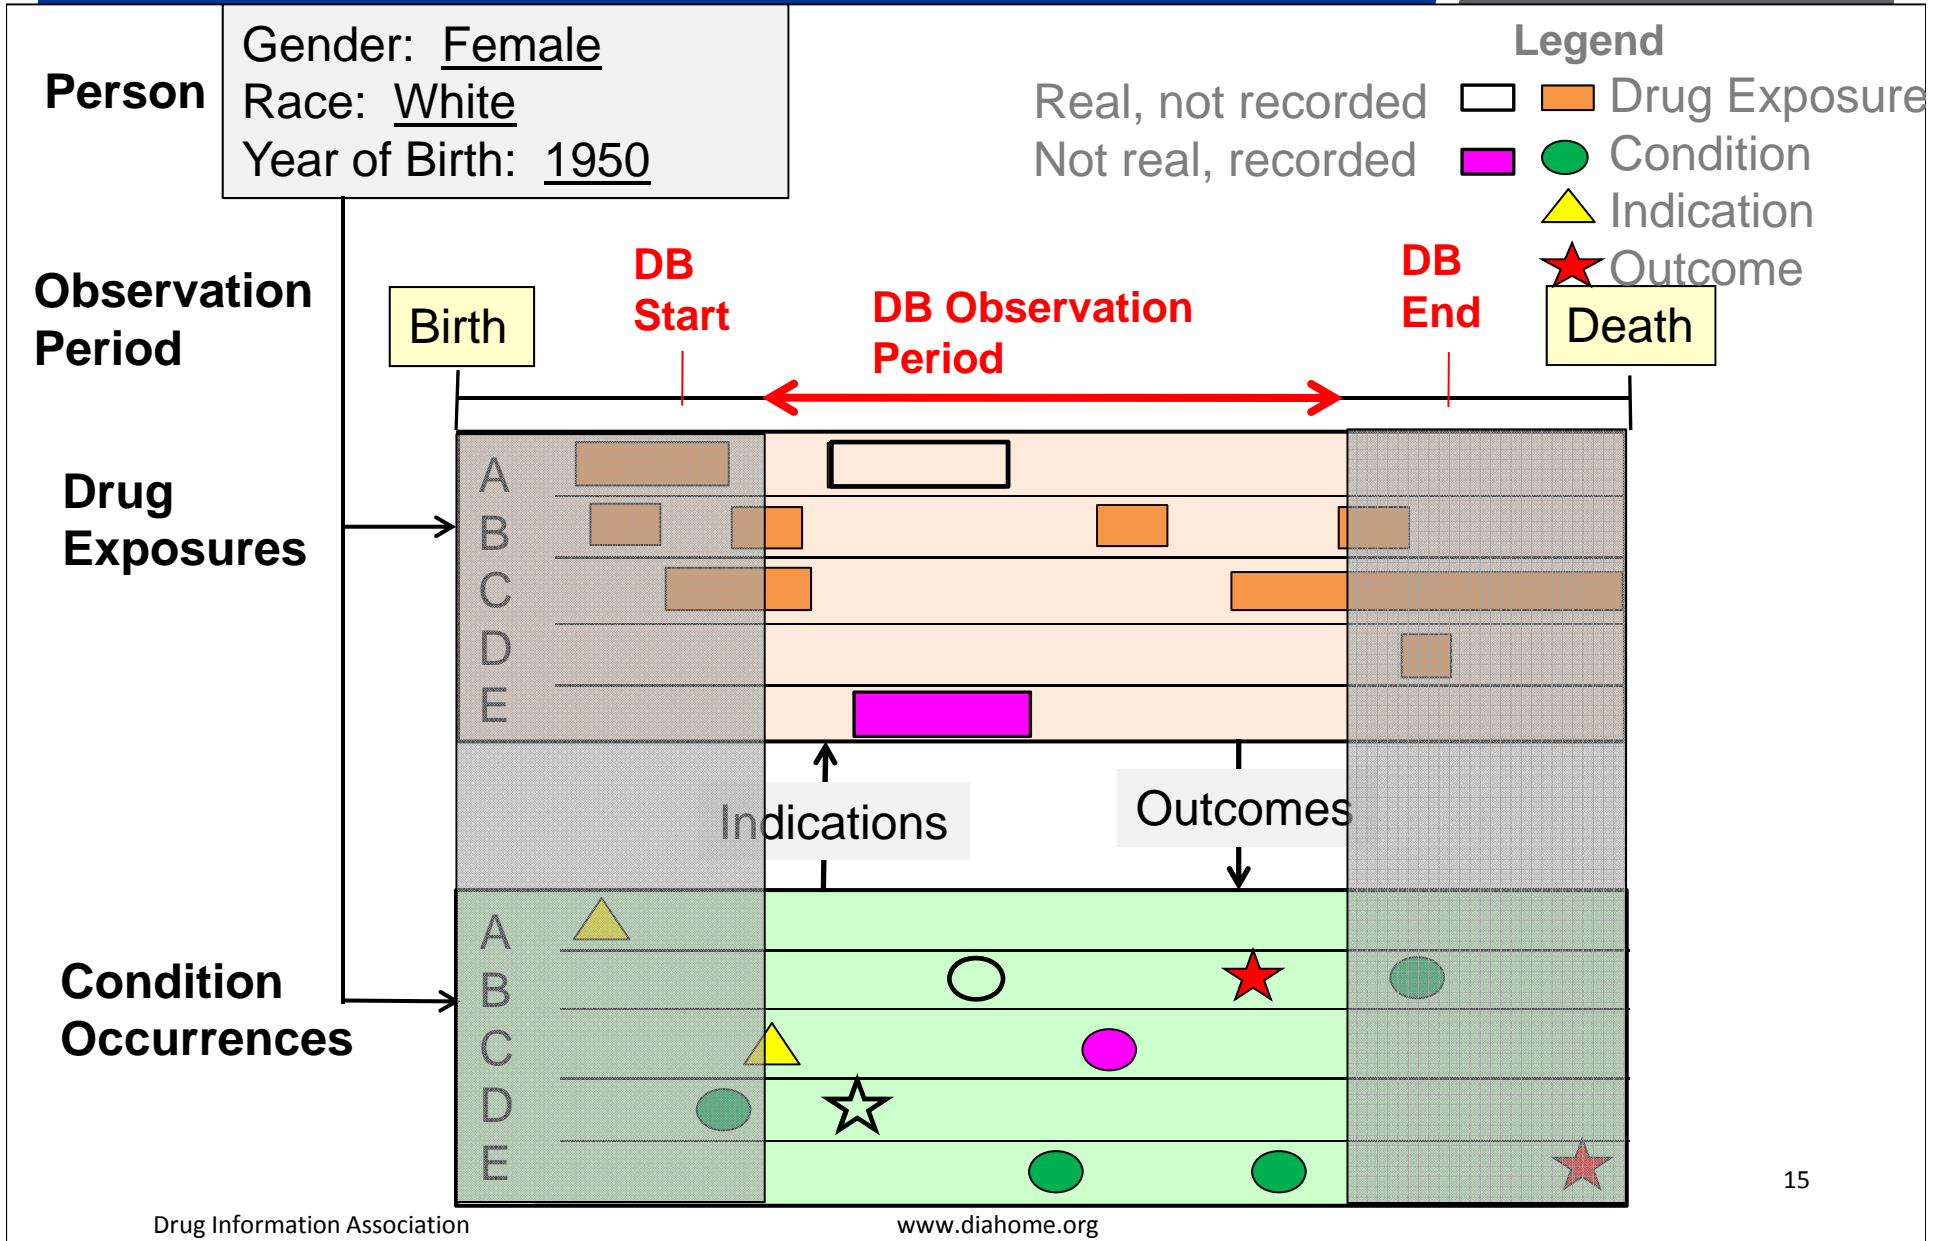 Gender: Female
Race: White
Year of Birth: 1950
Person
Legend
Real, not recorded
Drug Exposure
Not real, recorded
Condition
Indication
Outcome
Observation
Period
Birth
DB
Start
DB Observation
Period
DB
End
Death
Drug
Exposures
A
B
C
D
E
Indications
Outcomes
Condition
Occurrences
A
B
C
D
E
15
Drug Information Association
www.diahome.org